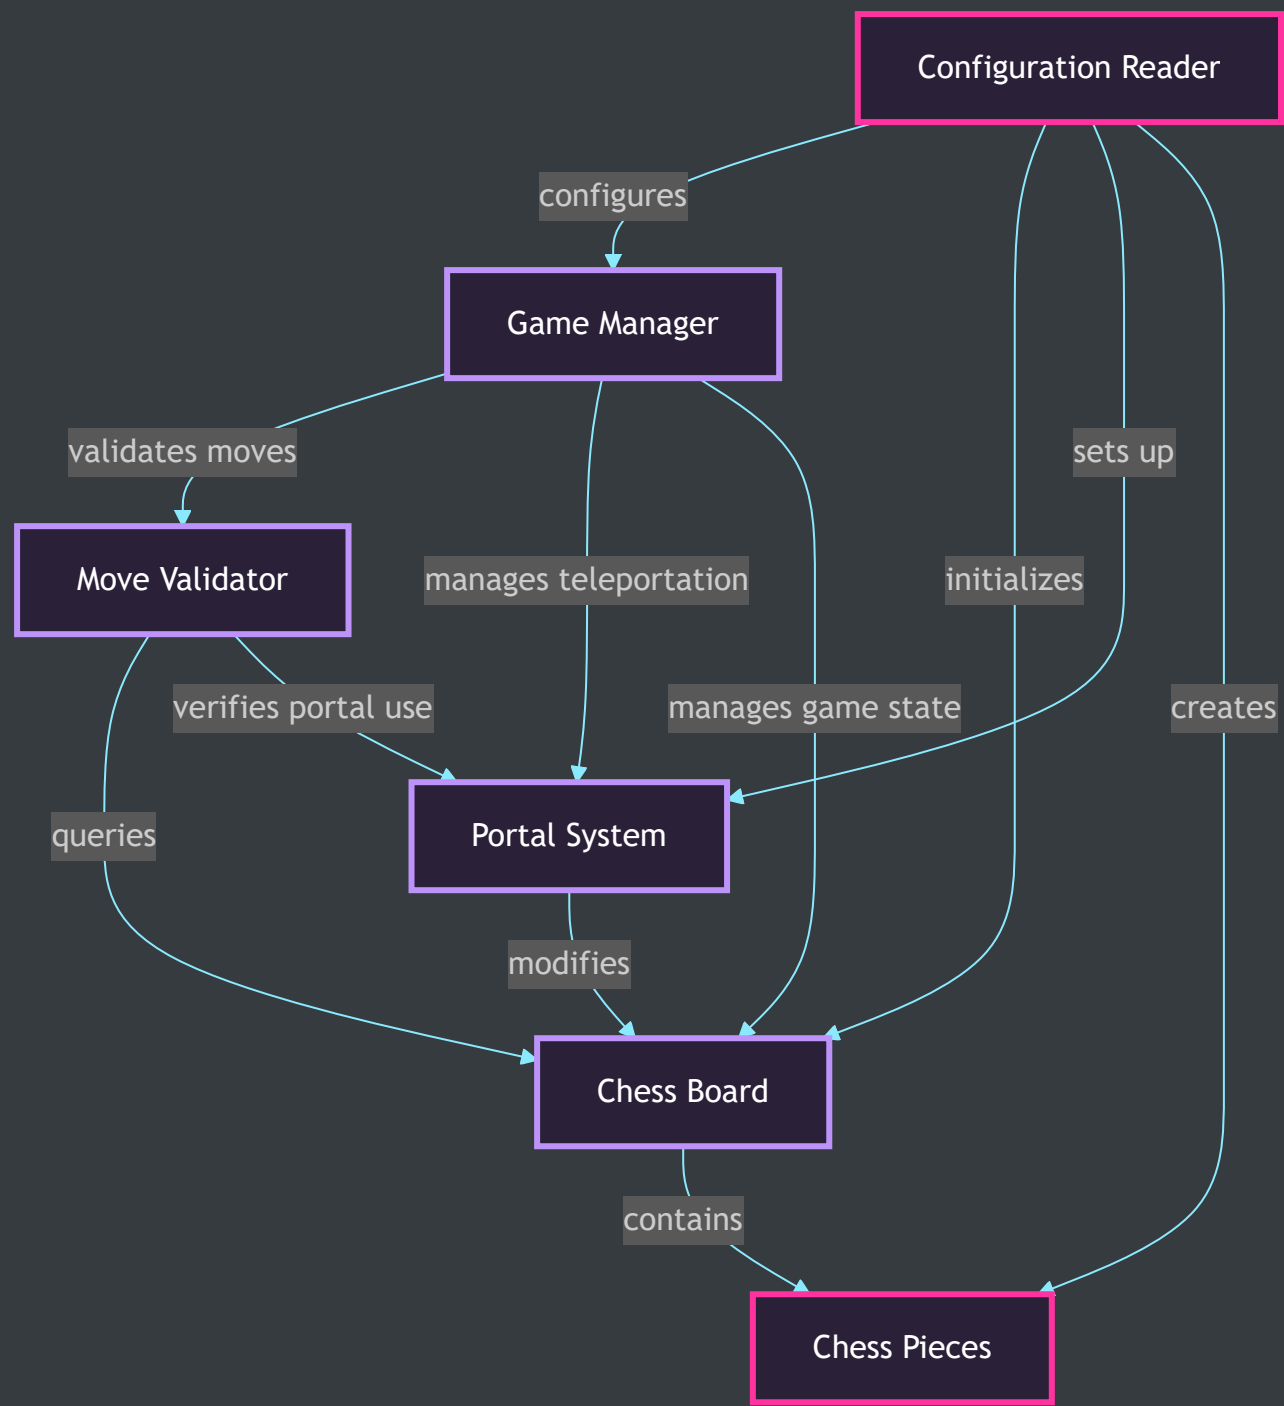 Configuration Reader
configures
Game Manager
validates moves
sets up
Move Validator
manages teleportation
initializes
verifies portal use
manages game state
creates
queries
Portal System
modifies
Chess Board
contains
Chess Pieces